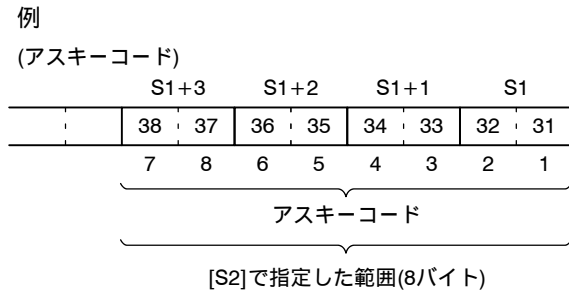 例
(アスキーコード)
S1+3 S1+2 S1+1 S1
38 37 36 35 34 33 32 31
7 8 6 5 4 3 2 1
アスキーコード
[S2]で指定した範囲(8バイト)